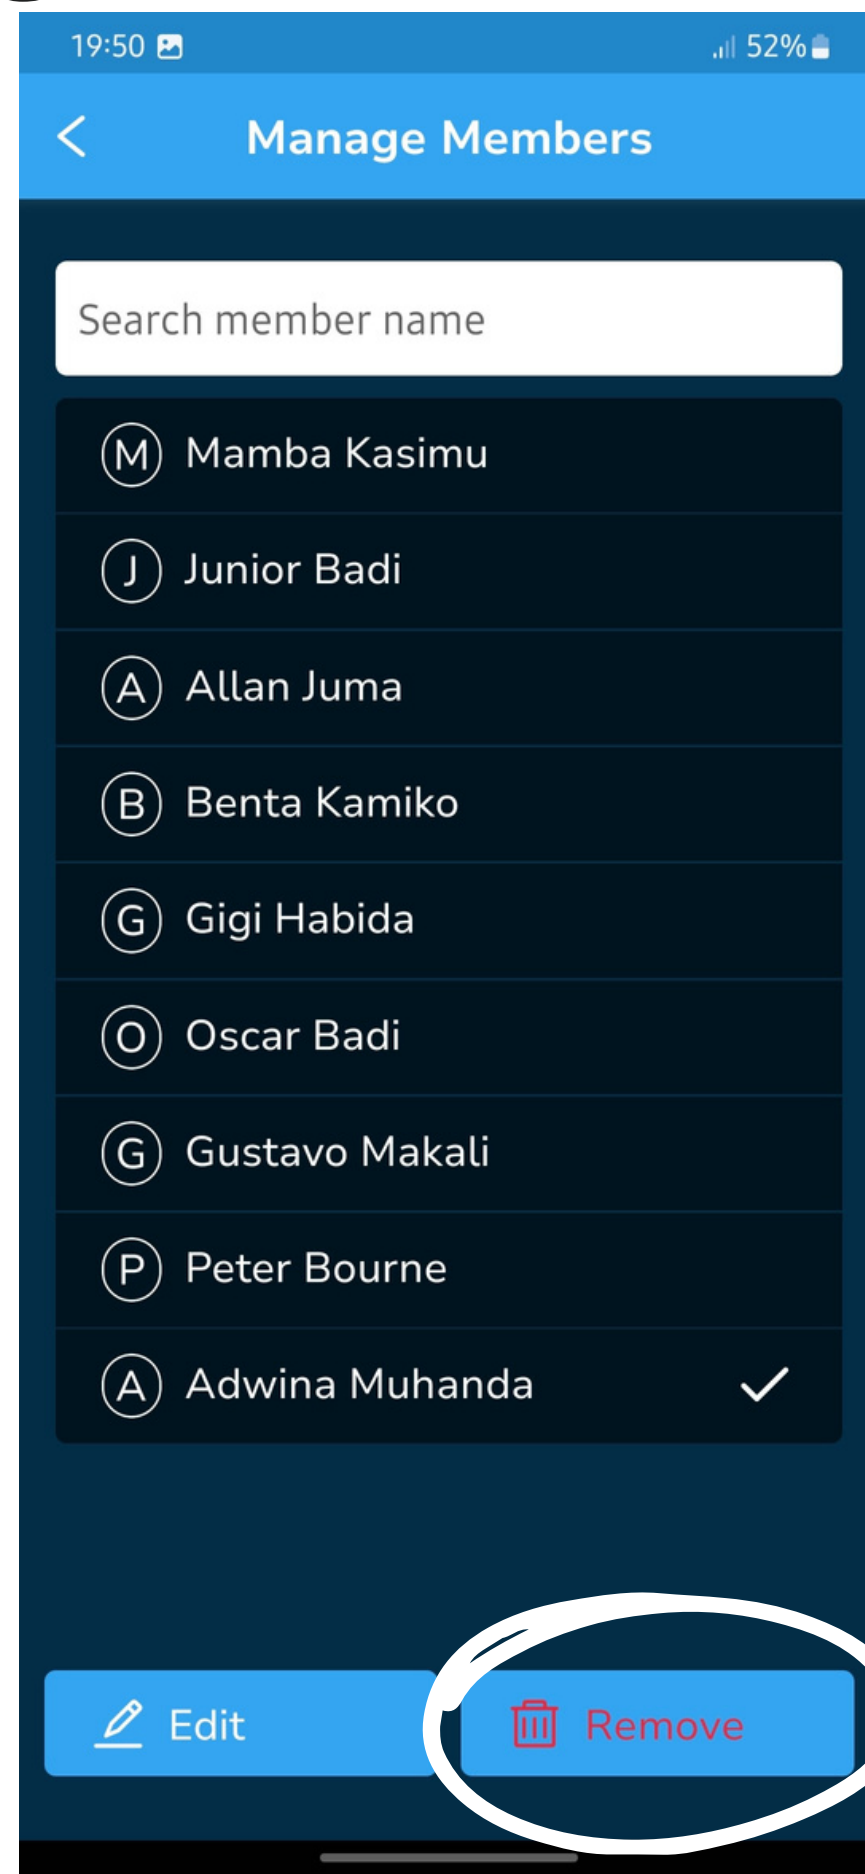 19:50 52%
Manage Members
Search member name
M Mamba Kasimu
J Junior Badi
A Allan Juma
B Benta Kamiko
G Gigi Habida
O Oscar Badi
G Gustavo Makali
P Peter Bourne
A Adwina Muhanda
Edit Remove